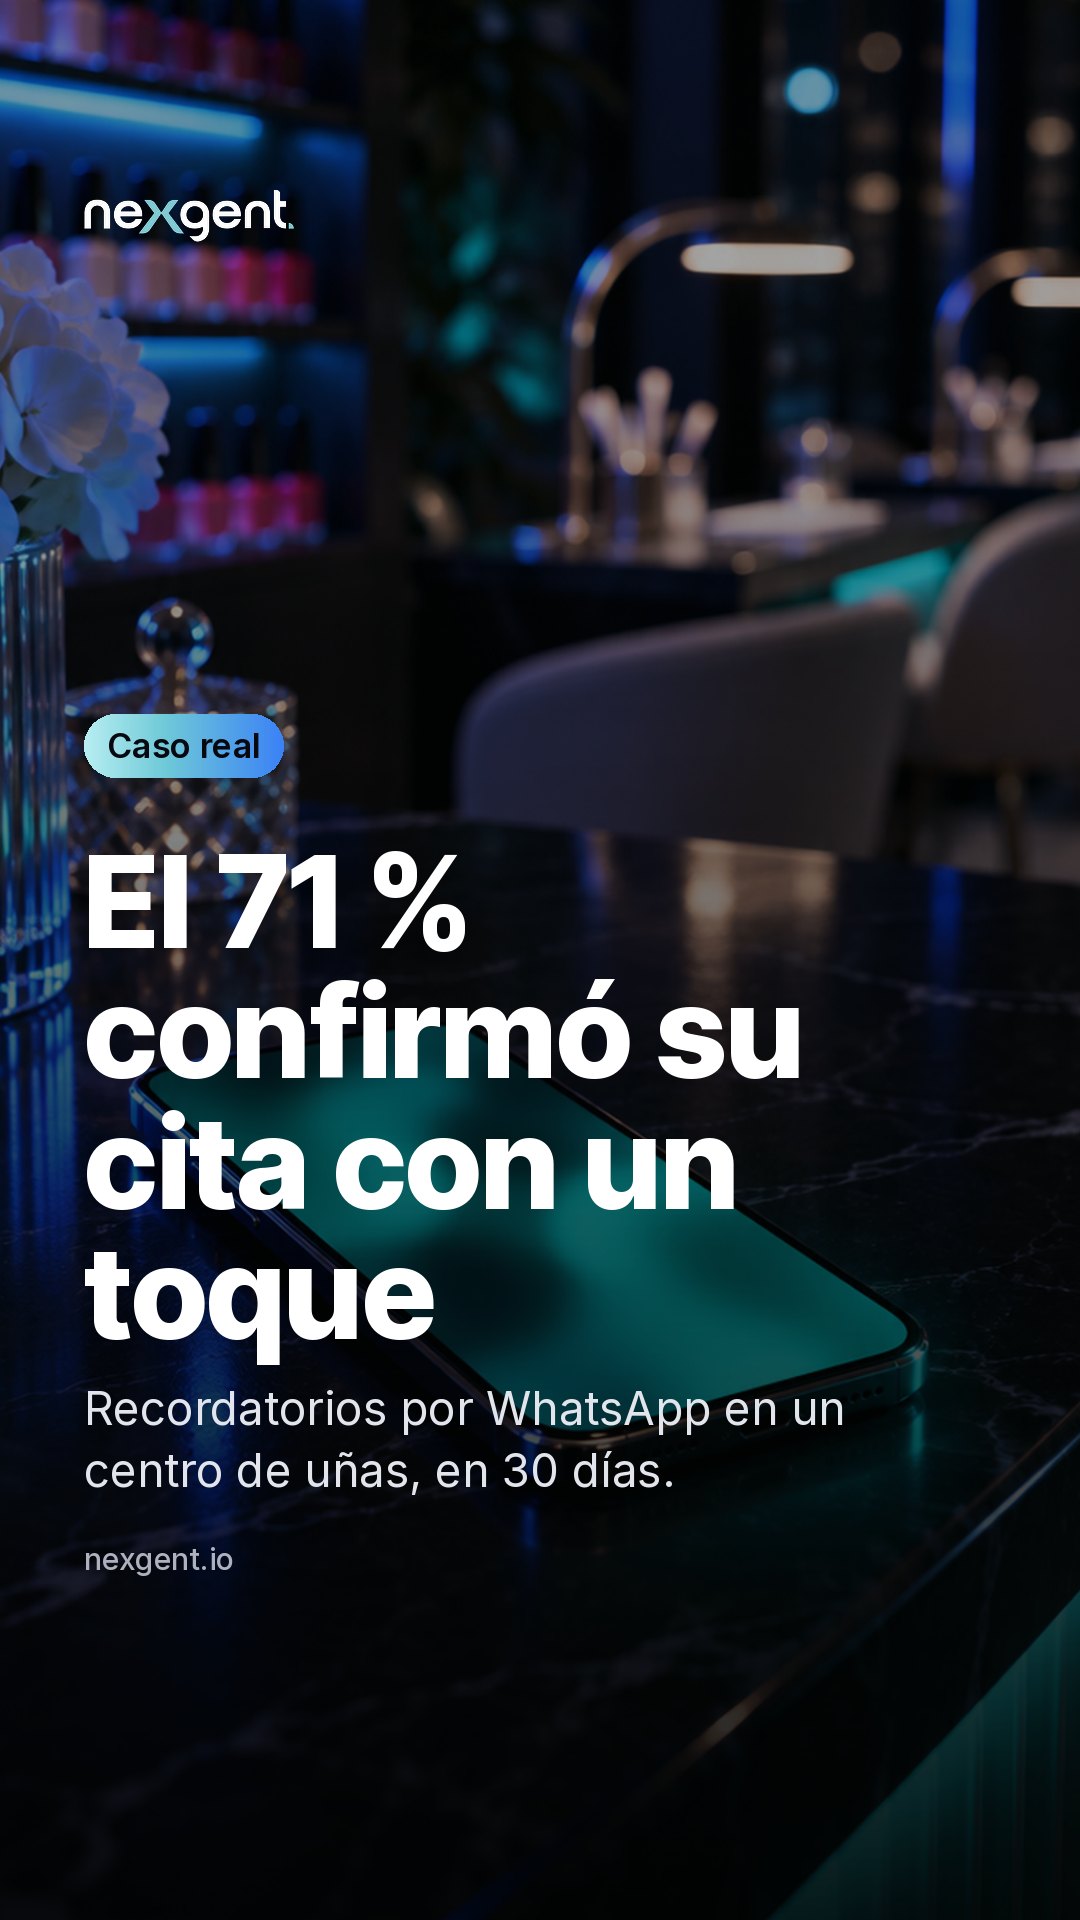 nexgent.
Caso real
El 71 %
confirmó su
cita con un
toque
Recordatorios por WhatsApp en un
centro de uñas, en 30 días.
nexgent.io